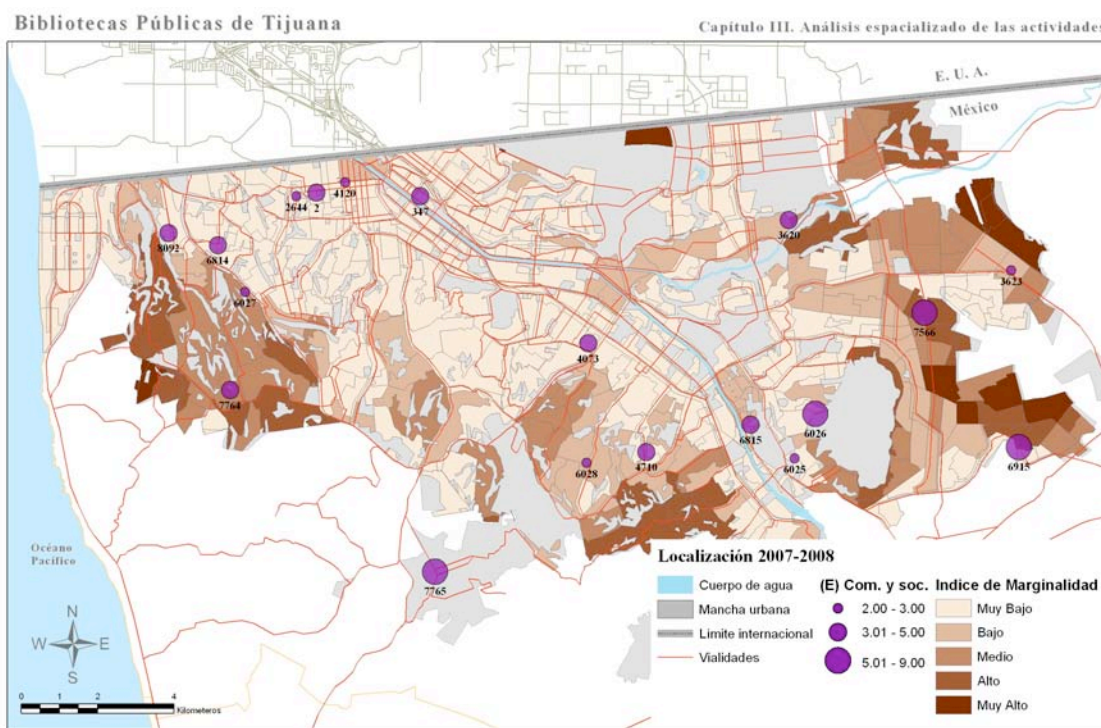 Bibliotecas Públicas de Tijuana
Capítulo III. Análisis espacializado de las actividades
E. U. A.
México
2644
2
4120
347
3620
8092
6814
6027
3623
7566
4073
7764
6815
6026
6028
4710
6025
6915
7765
Océano
Pacífico
N
W E
S
0 1 2 4
Kilometeros
Localización 2007-2008
Cuerpo de agua
Mancha urbana
Límite internacional
Vialidades
(E) Com. y soc.
2.00 - 3.00
3.01 - 5.00
5.01 - 9.00
Indice de Marginalidad
Muy Bajo
Bajo
Medio
Alto
Muy Alto